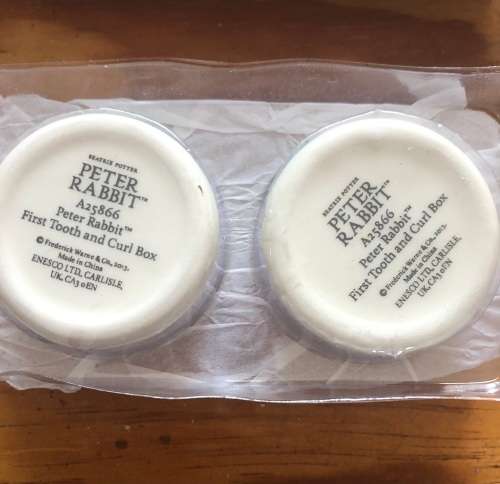 BEATRIX POTTER
PETER
RABBIT™
A25866
Peter Rabbit™
First Tooth and Curl Box
© Frederick Warne & Co., 2013.
Made in China
ENESCO LTD, CARLISLE,
UK, CA3 0EN
BEATRIX POTTER
PETER
RABBIT™
A25866
Peter Rabbit™
First Tooth and Curl Box
© Frederick Warne & Co., 2013.
Made in China
ENESCO LTD, CARLISLE,
UK, CA3 0EN